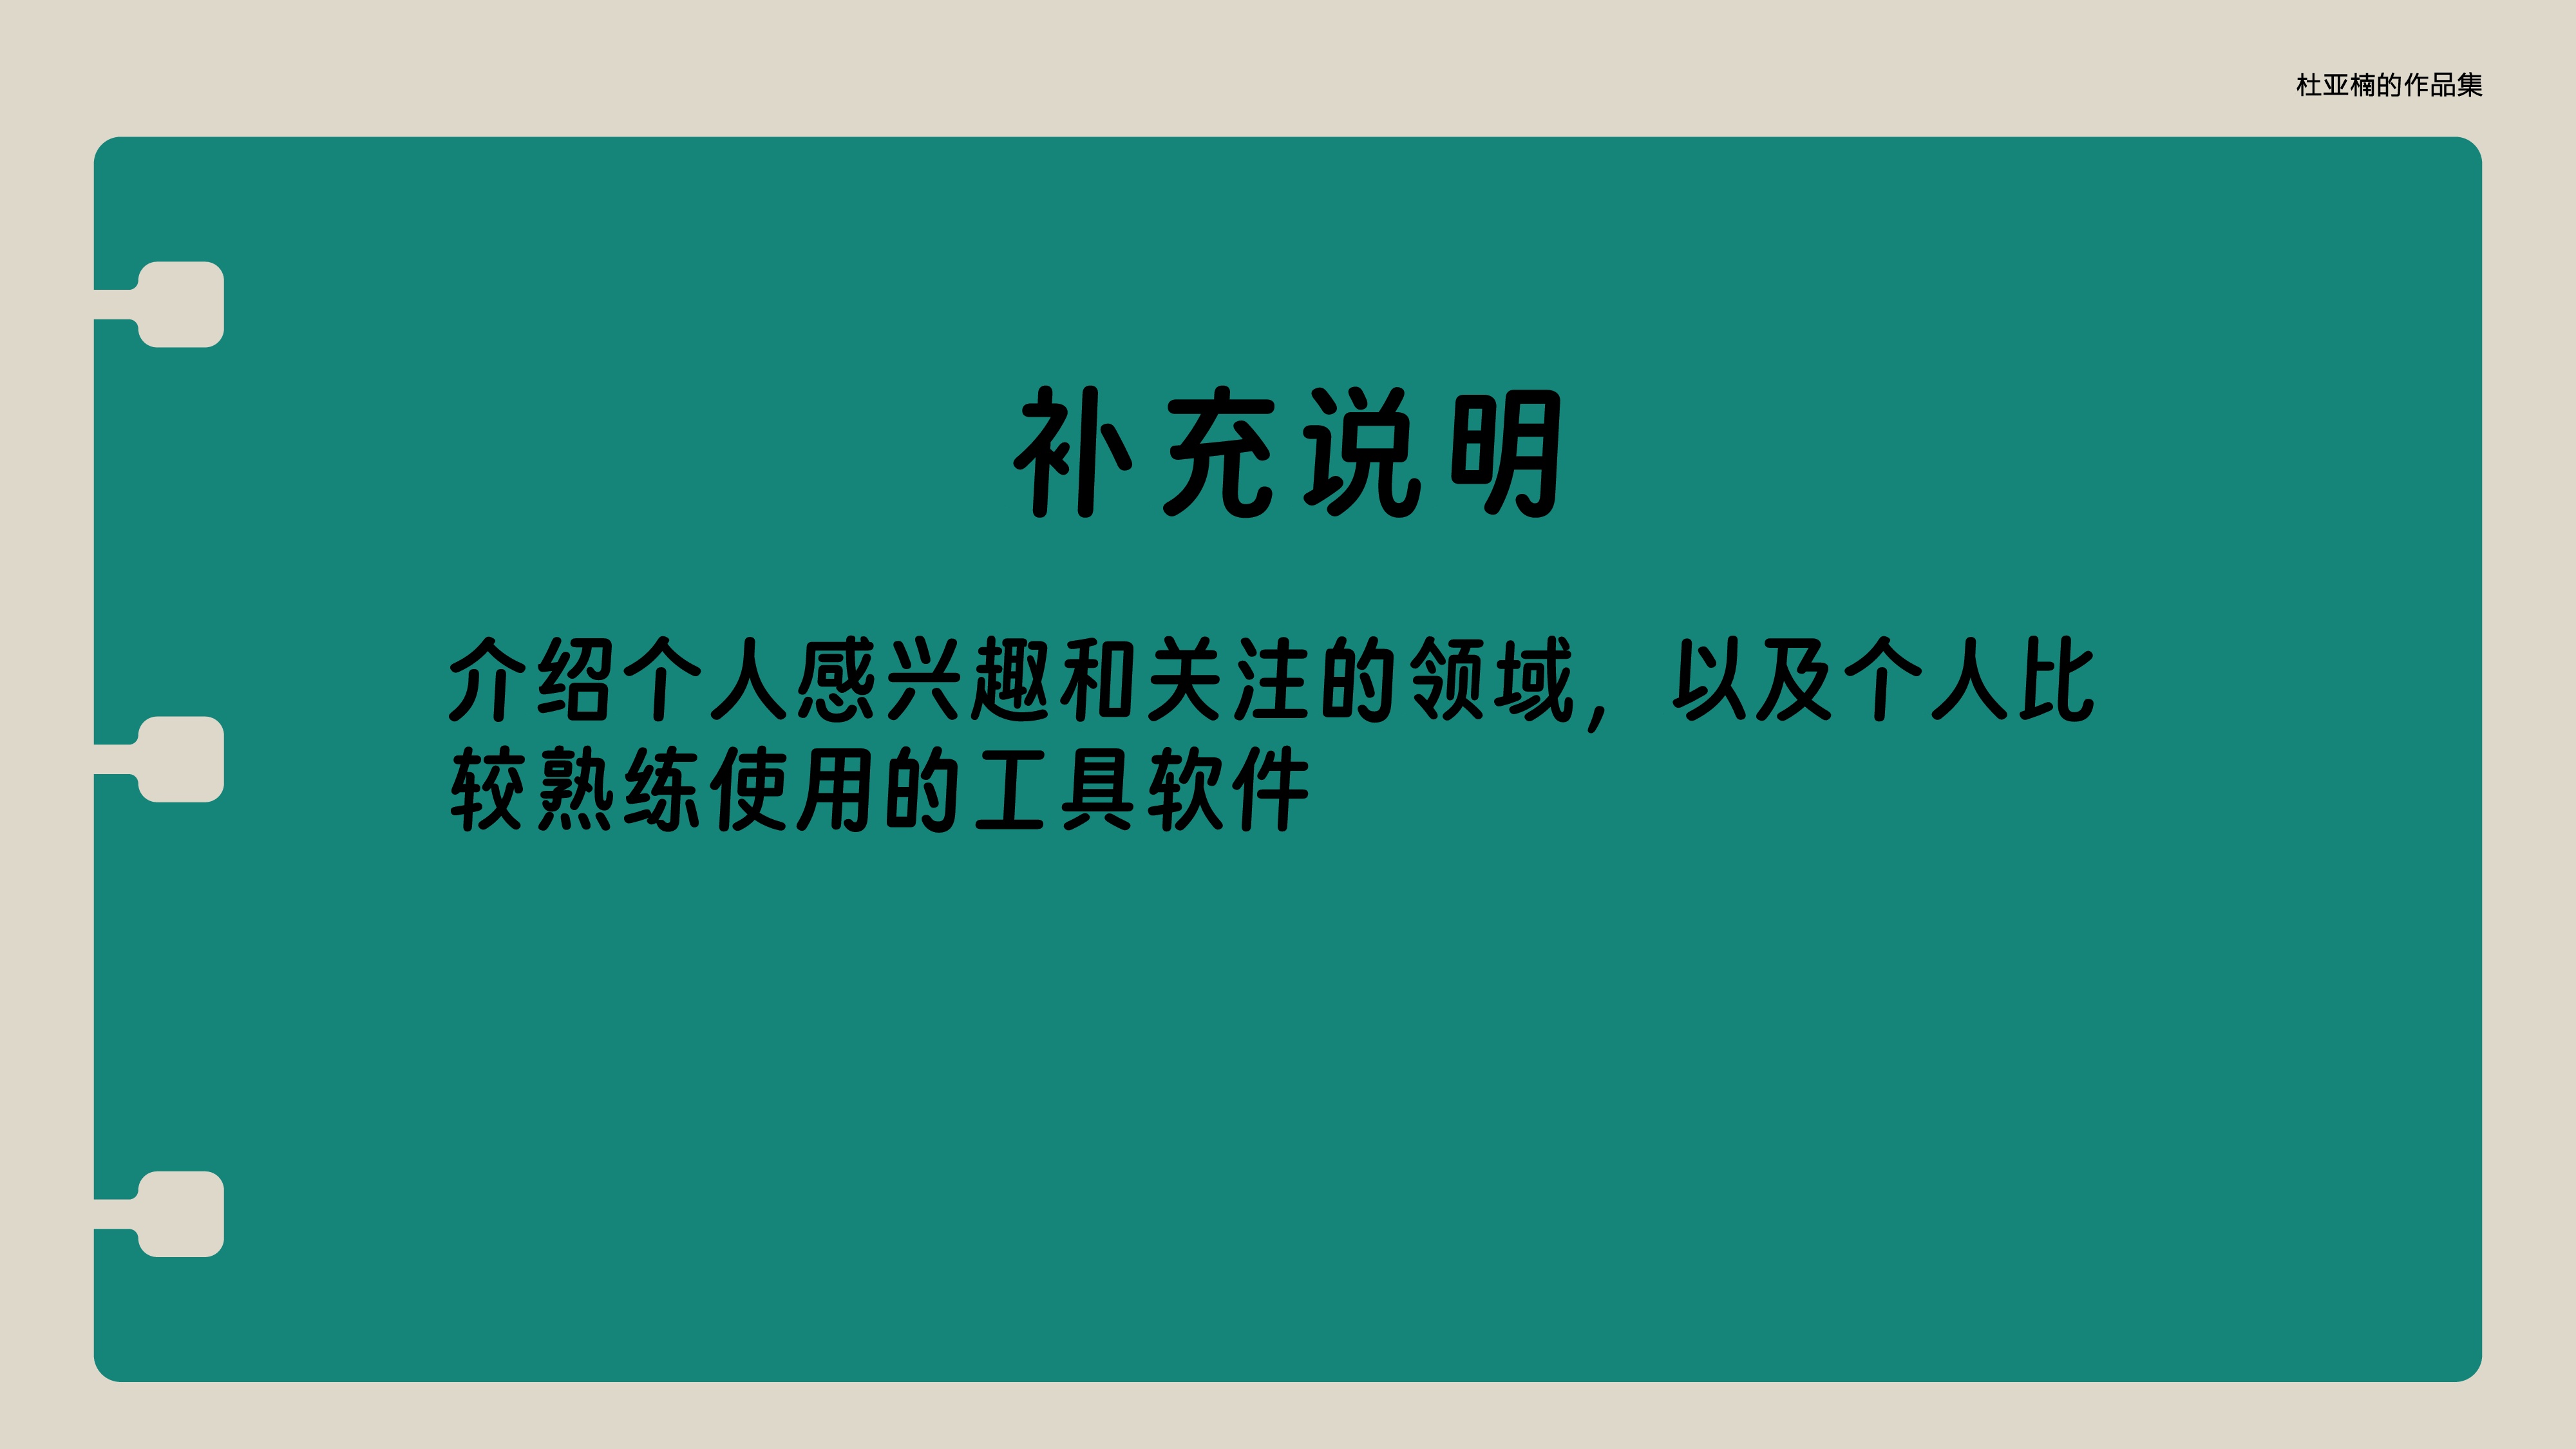 杜亚楠的作品集
补充说明
介绍个人感兴趣和关注的领域，以及个人比
较熟练使用的工具软件